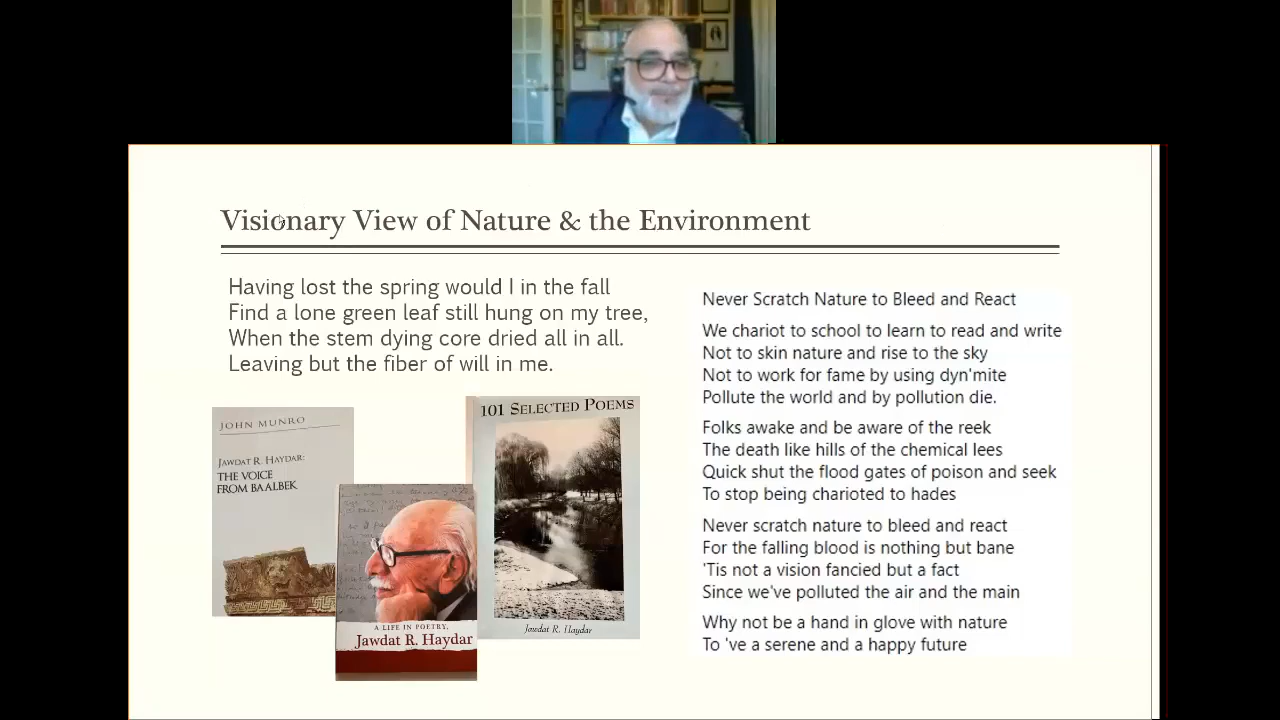 Visionary View of Nature & the Environment
Having lost the spring would I in the fall
Find a lone green leaf still hung on my tree,
When the stem dying core dried all in all.
Leaving but the fiber of will in me.
JOHN MUNRO
JAWDAT R. HAYDAR:
THE VOICE
FROM BAALBEK
A LIFE IN POETRY,
Jawdat R. Haydar
101 SELECTED POEMS
Jawdat R. Haydar
Never Scratch Nature to Bleed and React
We chariot to school to learn to read and write
Not to skin nature and rise to the sky
Not to work for fame by using dyn'mite
Pollute the world and by pollution die.
Folks awake and be aware of the reek
The death like hills of the chemical lees
Quick shut the flood gates of poison and seek
To stop being charioted to hades
Never scratch nature to bleed and react
For the falling blood is nothing but bane
'Tis not a vision fancied but a fact
Since we've polluted the air and the main
Why not be a hand in glove with nature
To 've a serene and a happy future